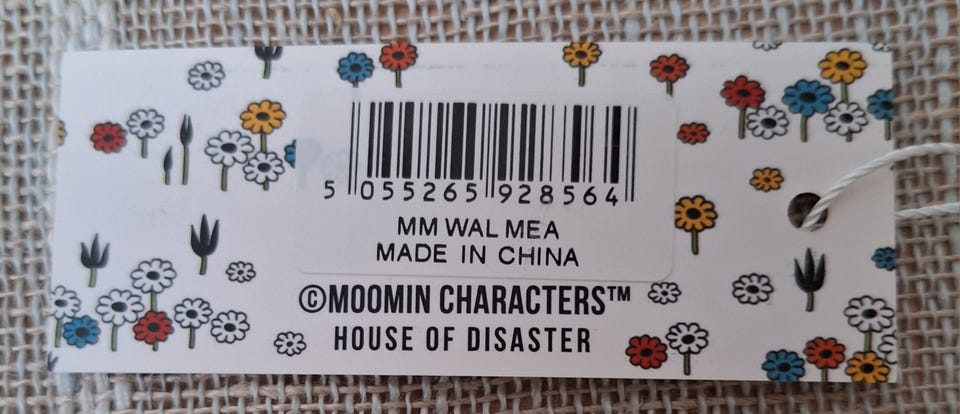 5 055265 928564
MM WAL MEA
MADE IN CHINA
©MOOMIN CHARACTERS™
HOUSE OF DISASTER